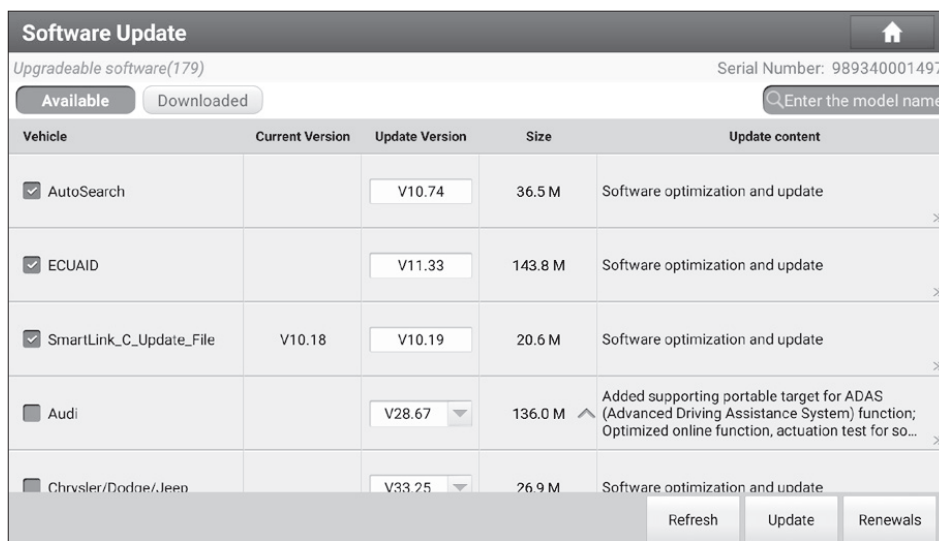 Software Update
Upgradeable software(179) Serial Number: 989340001497
Available Downloaded Enter the model name
Vehicle Current Version Update Version Size Update content
AutoSearch V10.74 36.5 M Software optimization and update
ECUAID V11.33 143.8 M Software optimization and update
SmartLink_C_Update_File V10.18 V10.19 20.6 M Software optimization and update
Audi V28.67 136.0 M Added supporting portable target for ADAS
(Advanced Driving Assistance System) function;
Optimized online function, actuation test for so...
Chrysler/Dodge/Jeep V33.25 26.9 M Software optimization and update
Refresh Update Renewals